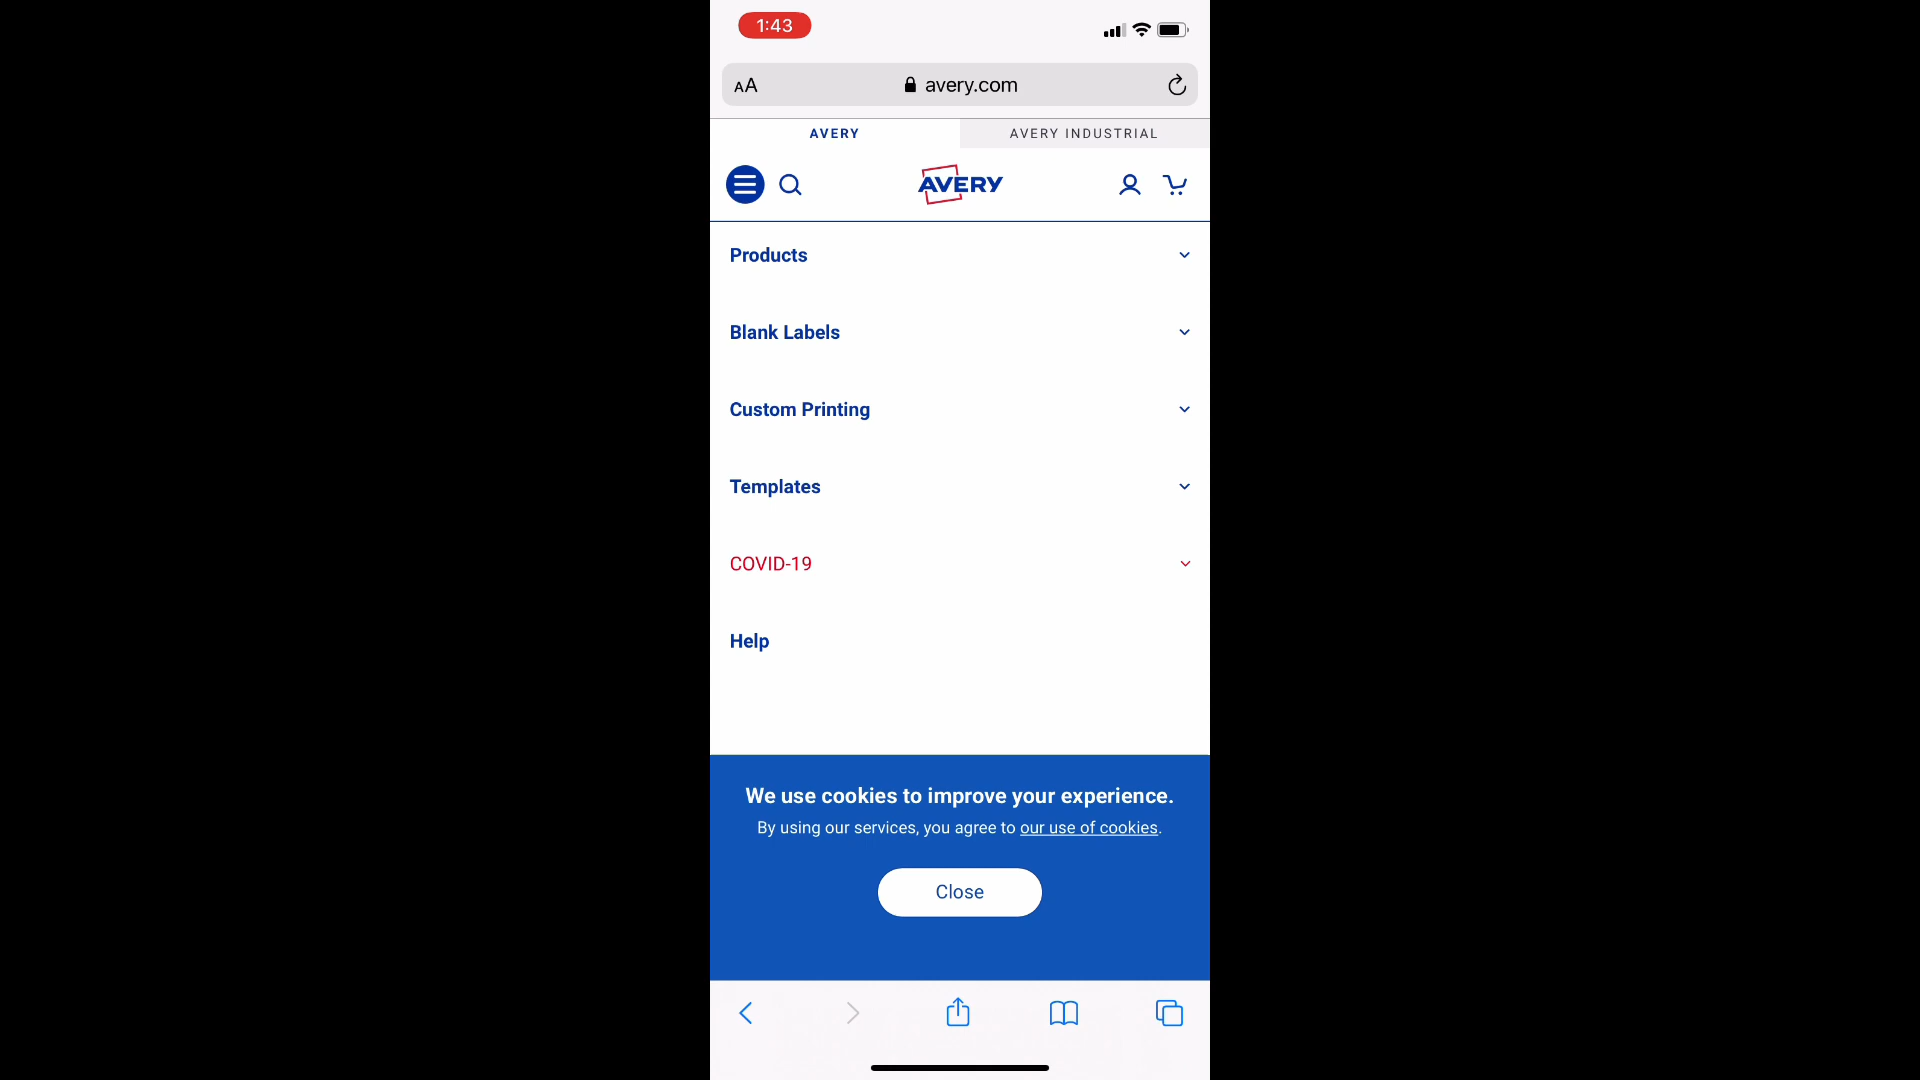 1:43
AA avery.com
AVERY AVERY INDUSTRIAL
AVERY
Products
Blank Labels
Custom Printing
Templates
COVID-19
Help
We use cookies to improve your experience.
By using our services, you agree to our use of cookies.
Close